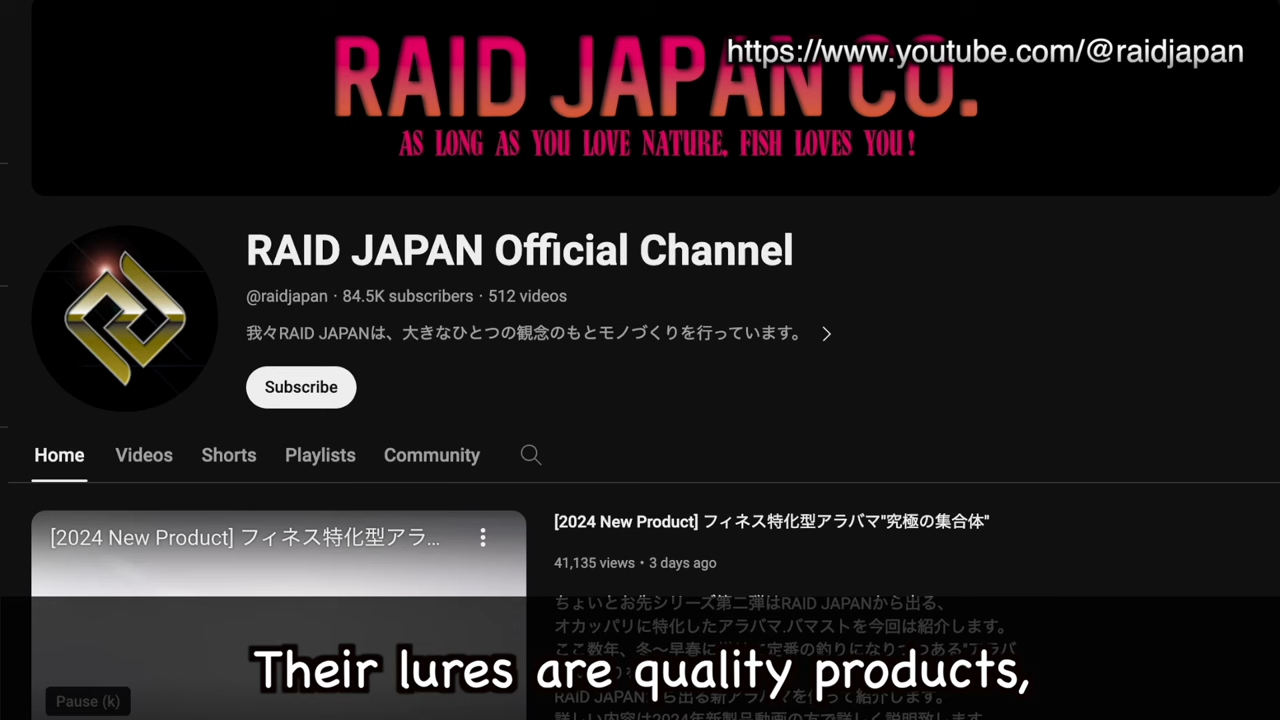 https://www.youtube.com/@raidjapan
RAID JAPAN CO.
AS LONG AS YOU LOVE NATURE, FISH LOVES YOU!
RAID JAPAN Official Channel
@raidjapan · 84.5K subscribers · 512 videos
我々RAID JAPANは、大きなひとつの観念のもとモノづくりを行っています。
Subscribe
Home Videos Shorts Playlists Community
[2024 New Product] フィネス特化型アラ...
[2024 New Product] フィネス特化型アラバマ"究極の集合体"
41,135 views • 3 days ago
ちょいとお先シリーズ第二弾はRAID JAPANから出る、
オカッパリに特化したアラバマ.バマストを今回は紹介します。
ここ数年、冬〜早春に
Their lures are quality products,
Pause (k)